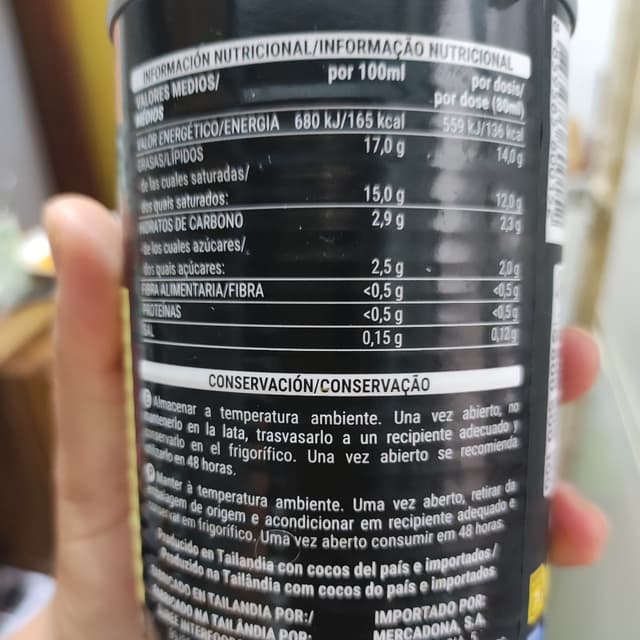 INFORMACIÓN NUTRICIONAL/INFORMAÇÃO NUTRICIONAL
VALORES MEDIOS/ por 100ml por dosis/
MÉDIOS por dose (80ml)
VALOR ENERGÉTICO/ENERGIA 680 kJ/165 kcal 559 kJ/136 kcal
GRASAS/LÍPIDOS 17,0 g 14,0 g
de las cuales saturadas/
dos quais saturados: 15,0 g 12,0 g
HIDRATOS DE CARBONO 2,9 g 2,3 g
de los cuales azúcares/
dos quais açúcares: 2,5 g 2,0 g
FIBRA ALIMENTARIA/FIBRA <0,5 g <0,5 g
PROTEÍNAS <0,5 g <0,5 g
SAL 0,15 g 0,12 g
CONSERVACIÓN/CONSERVAÇÃO
Almacenar a temperatura ambiente. Una vez abierto, no
mantenerlo en la lata, trasvasarlo a un recipiente adecuado y
conservarlo en el frigorífico. Una vez abierto se recomienda
utilizarlo en 48 horas.
Manter à temperatura ambiente. Uma vez aberto, retirar da
embalagem de origem e acondicionar em recipiente adequado e
conservar em frigorífico. Uma vez aberto consumir em 48 horas.
Producido en Tailandia con cocos del país e importados/
Produzido na Tailândia com cocos do país e importados.
FABRICADO EN TAILANDIA POR:/ IMPORTADO POR:
FABRICADO NA TAILÂNDIA POR: MERCADONA, S.A.